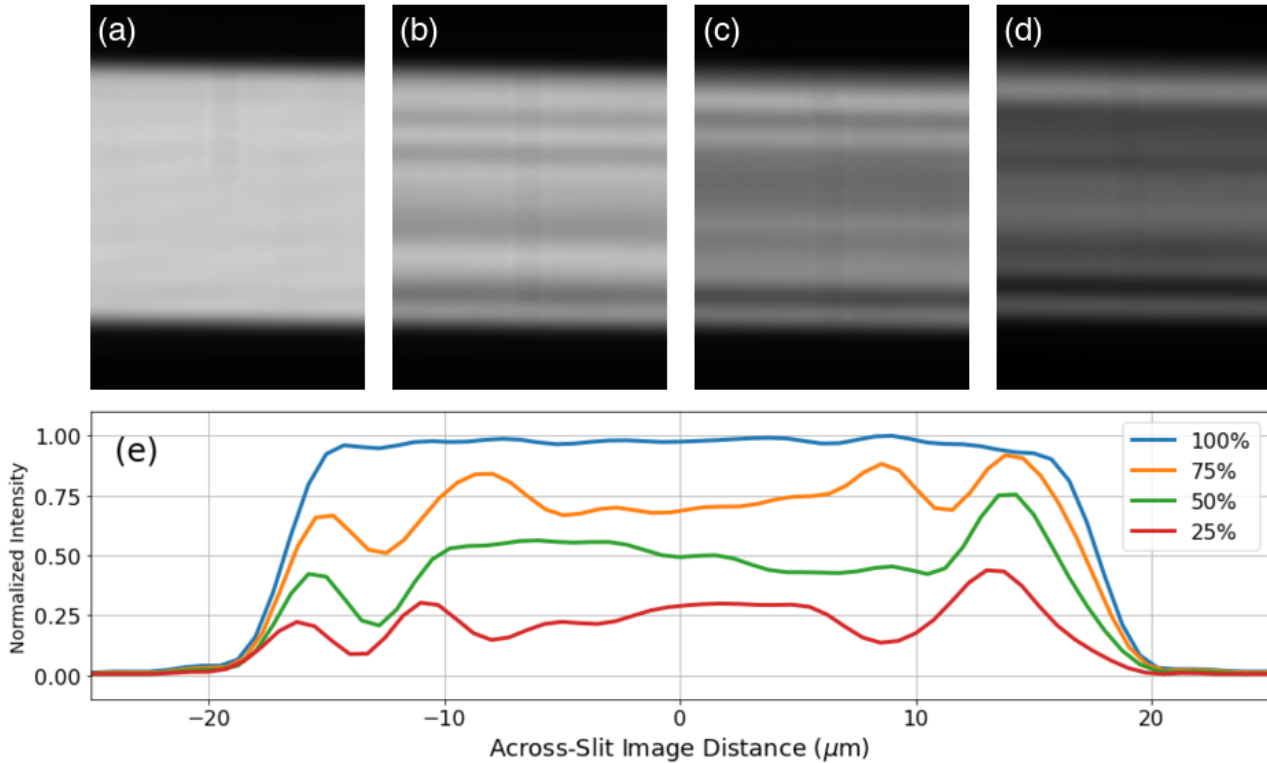 (a) (b) (c) (d)
(e)
1.00
0.75
0.50
0.25
0.00
Normalized Intensity
100%
75%
50%
25%
−20 −10 0 10 20
Across-Slit Image Distance (μm)